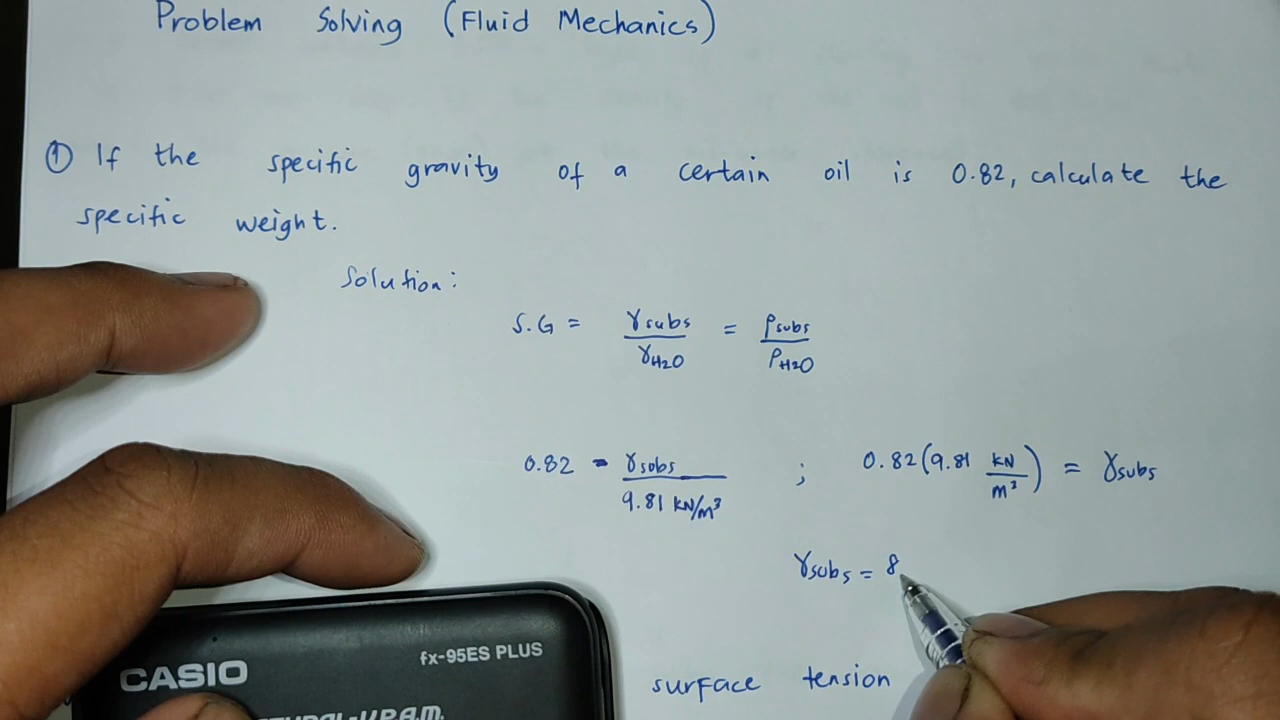 Problem Solving (Fluid Mechanics)
① If the specific gravity of a certain oil is 0.82, calculate the
specific weight.
Solution:
S.G = γsubs/γH2O = ρsubs/ρH2O
0.82 = γsubs/9.81 kN/m³ ; 0.82(9.81 kN/m³) = γsubs
γsubs = 8
surface tension
CASIO fx-95ES PLUS